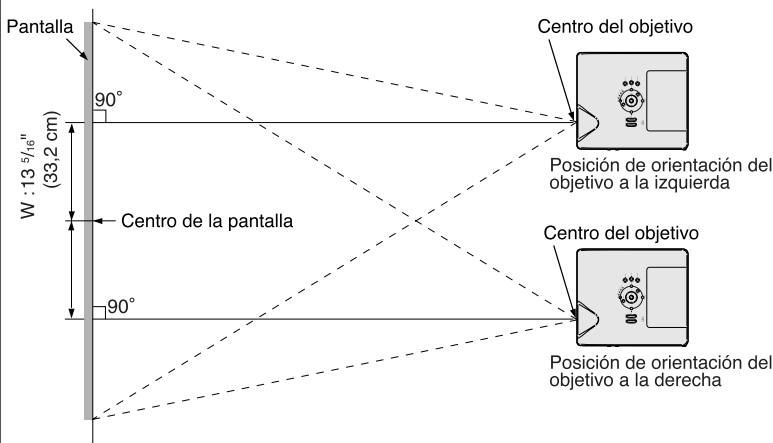 Pantalla
Centro del objetivo
90°
W : 13 5/16"
(33,2 cm)
Posición de orientación del
objetivo a la izquierda
Centro de la pantalla
Centro del objetivo
90°
Posición de orientación del
objetivo a la derecha